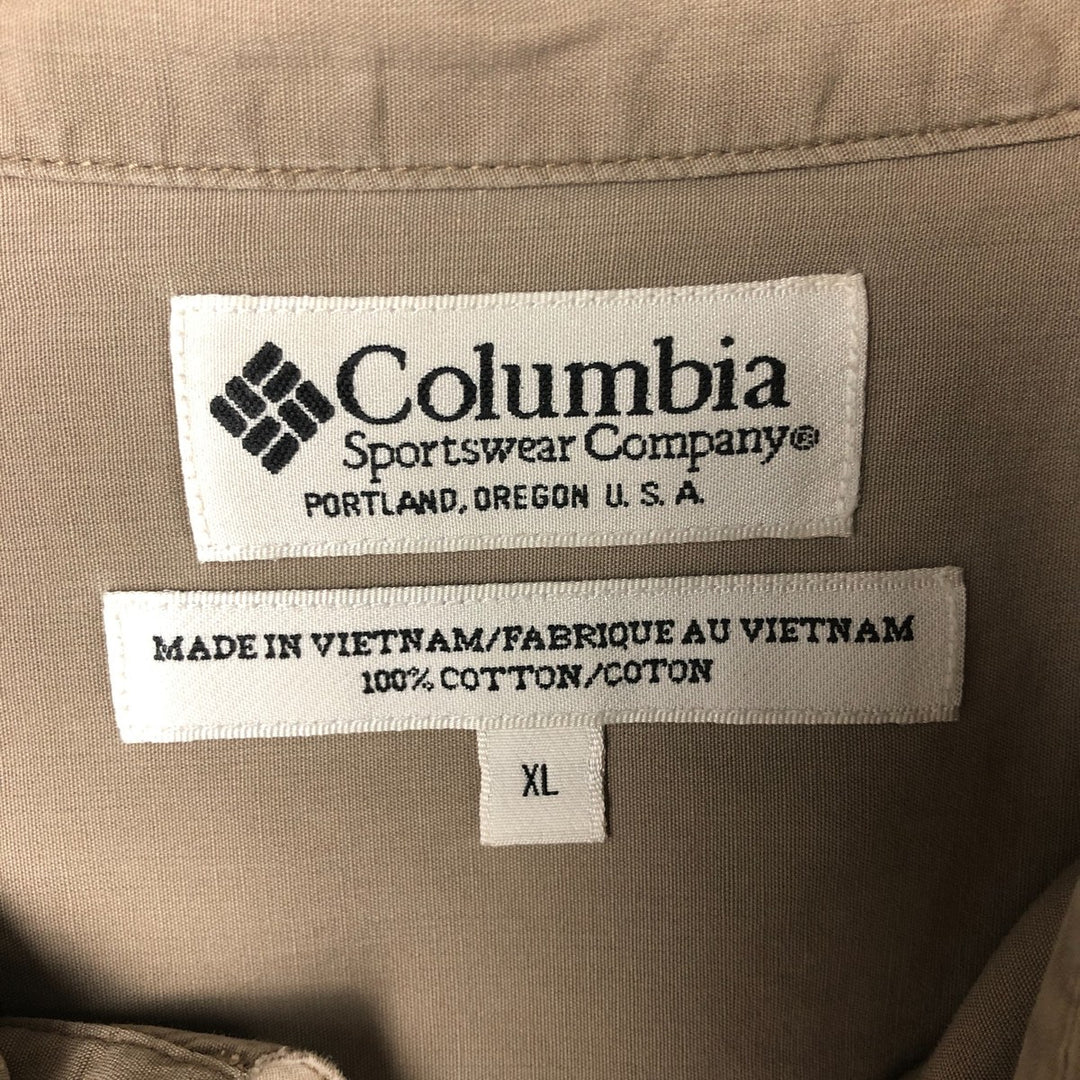 Columbia
Sportswear Company®
PORTLAND, OREGON U.S.A.
MADE IN VIETNAM/FABRIQUE AU VIETNAM
100% COTTON/COTON
XL